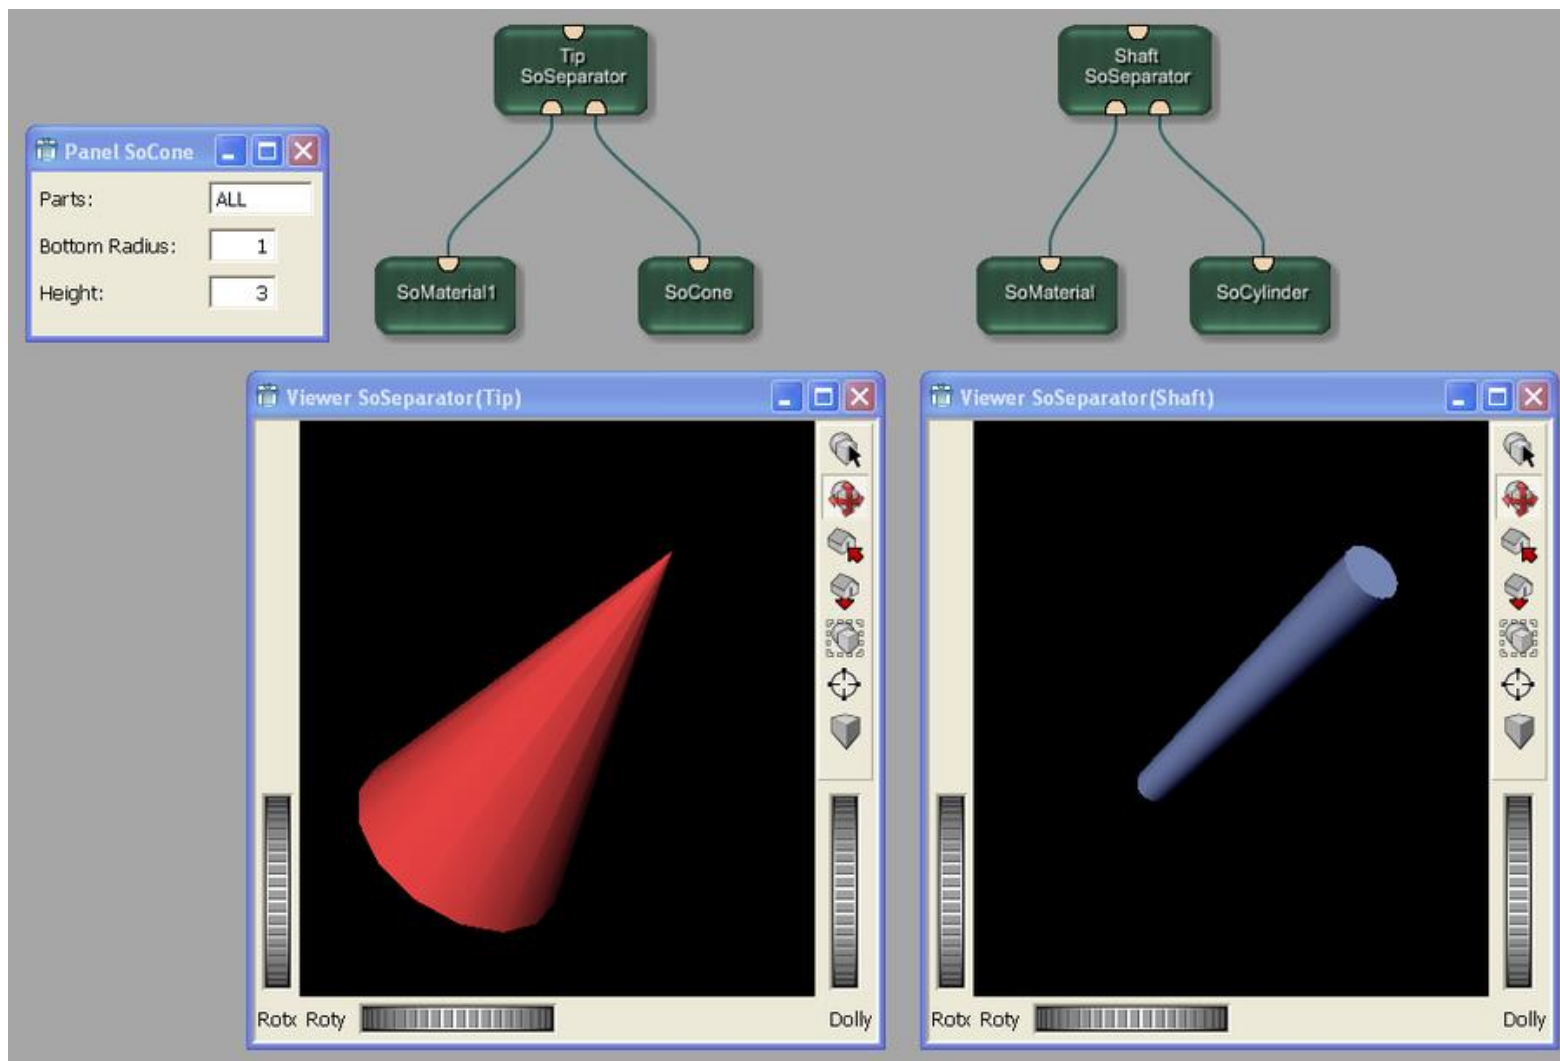 Tip
SoSeparator
Shaft
SoSeparator
Panel SoCone
Parts: ALL
Bottom Radius: 1
Height: 3
SoMaterial1
SoCone
SoMaterial
SoCylinder
Viewer SoSeparator(Tip)
Rotx Roty Dolly
Viewer SoSeparator(Shaft)
Rotx Roty Dolly